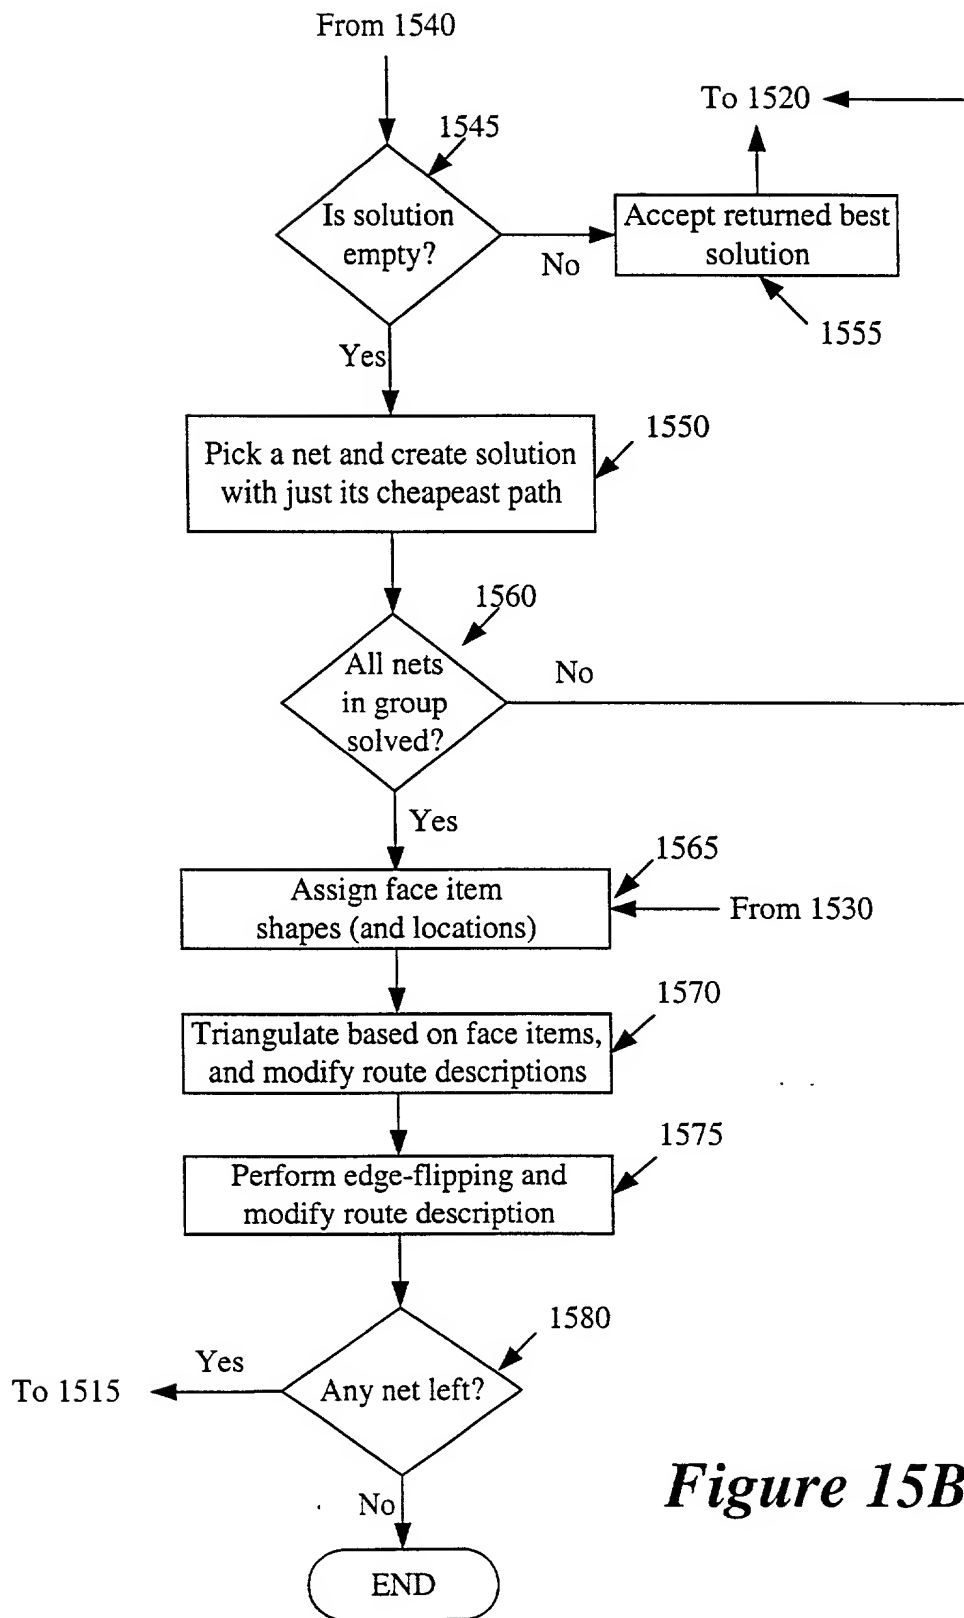 From 1540
To 1520
1545
Is solution
empty?
No
Accept returned best
solution
1555
Yes
1550
Pick a net and create solution
with just its cheapeast path
1560
All nets
in group
solved?
No
Yes
1565
Assign face item
shapes (and locations)
From 1530
1570
Triangulate based on face items,
and modify route descriptions
1575
Perform edge-flipping and
modify route description
1580
Yes
To 1515
Any net left?
Figure 15B
No
END